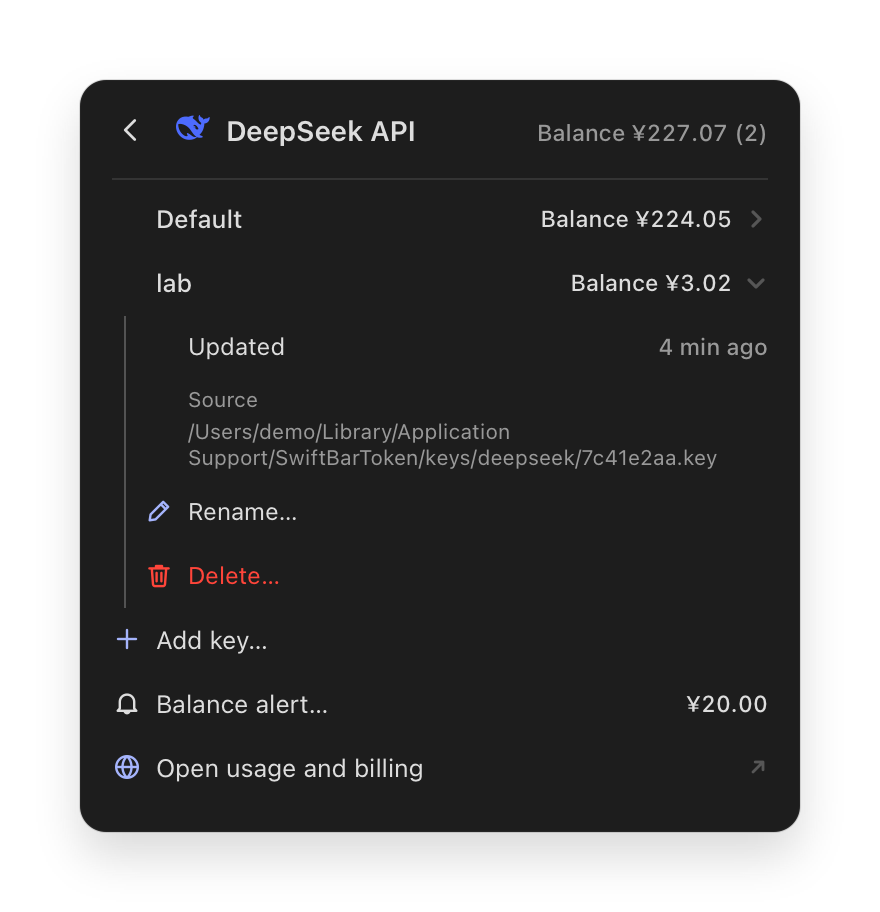 DeepSeek API Balance ¥227.07 (2)
Default Balance ¥224.05
lab Balance ¥3.02
Updated 4 min ago
Source
/Users/demo/Library/Application
Support/SwiftBarToken/keys/deepseek/7c41e2aa.key
Rename...
Delete...
Add key...
Balance alert... ¥20.00
Open usage and billing